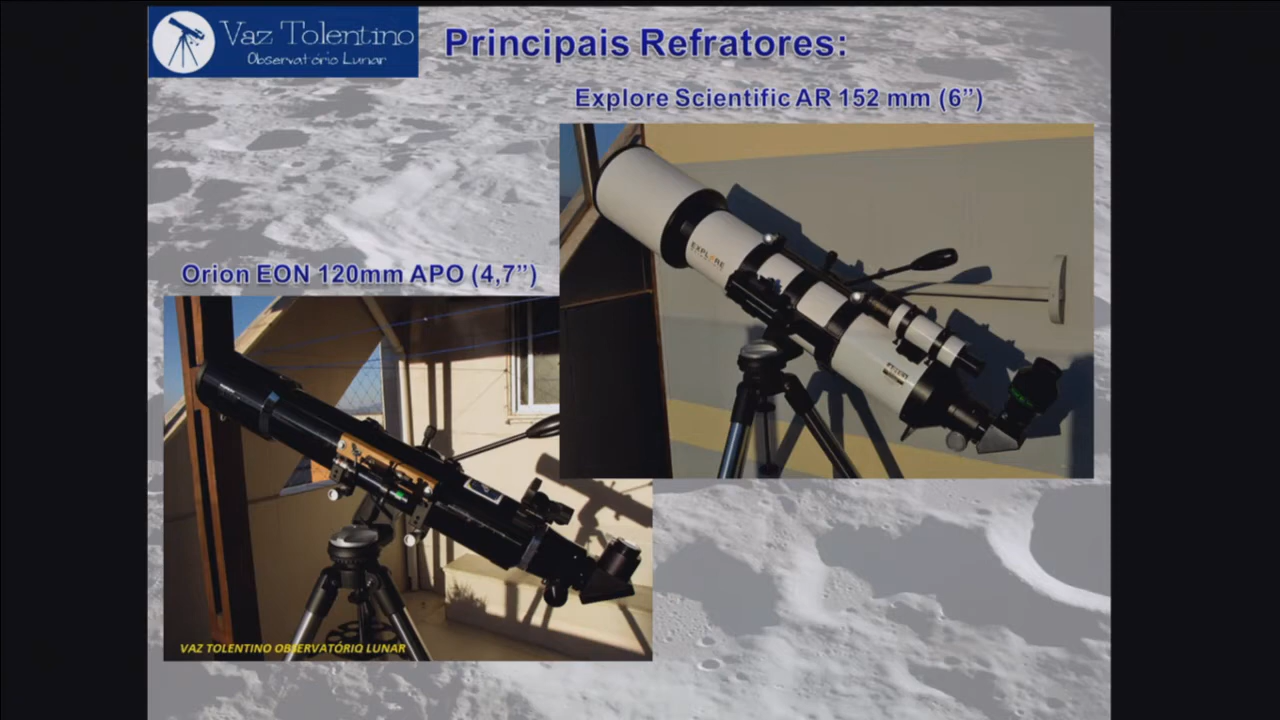 Vaz Tolentino
Observatório Lunar
Principais Refratores:
Explore Scientific AR 152 mm (6”)
EXPLORE
Orion EON 120mm APO (4,7”)
VAZ TOLENTINO OBSERVATÓRIO LUNAR